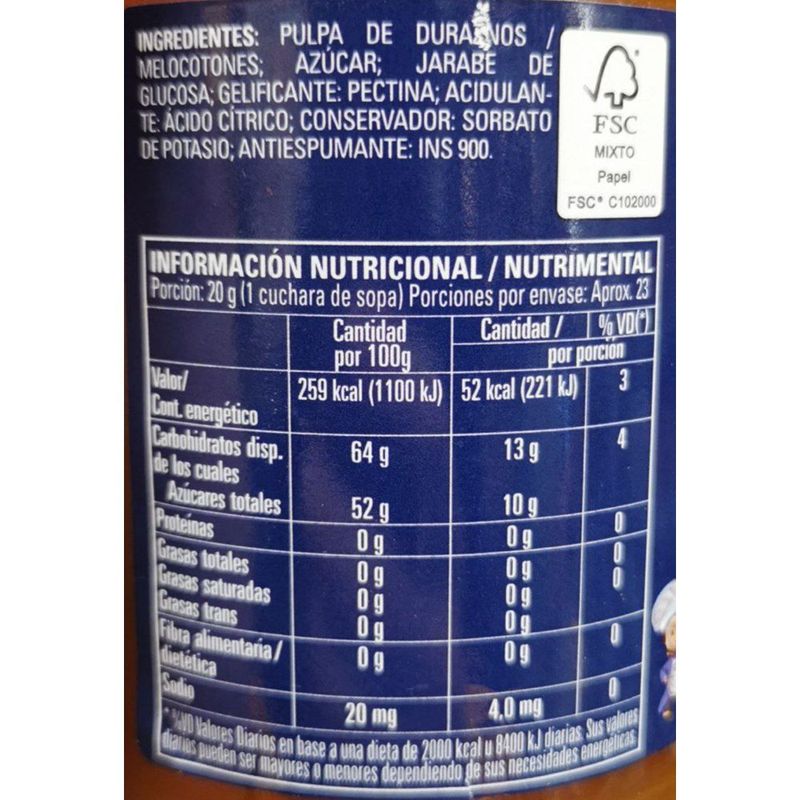 INGREDIENTES: PULPA DE DURAZNOS /
MELOCOTONES; AZÚCAR; JARABE DE
GLUCOSA; GELIFICANTE: PECTINA; ACIDULAN-
TE: ÁCIDO CÍTRICO; CONSERVADOR: SORBATO
DE POTASIO; ANTIESPUMANTE: INS 900.
FSC
MIXTO
Papel
FSC® C102000
INFORMACIÓN NUTRICIONAL / NUTRIMENTAL
Porción: 20 g (1 cuchara de sopa) Porciones por envase: Aprox. 23
Cantidad por 100g Cantidad / por porción % VD(*)
Valor/ Cont. energético 259 kcal (1100 kJ) 52 kcal (221 kJ) 3
Carbohidratos disp. 64 g 13 g 4
de los cuales
Azúcares totales 52 g 10 g
Proteínas 0 g 0 g 0
Grasas totales 0 g 0 g 0
Grasas saturadas 0 g 0 g 0
Grasas trans 0 g 0 g
Fibra alimentaria/ dietética 0 g 0 g 0
Sodio 20 mg 4,0 mg 0
* %VD Valores Diarios en base a una dieta de 2000 kcal u 8400 kJ diarias. Sus valores
diarios pueden ser mayores o menores dependiendo de sus necesidades energéticas.